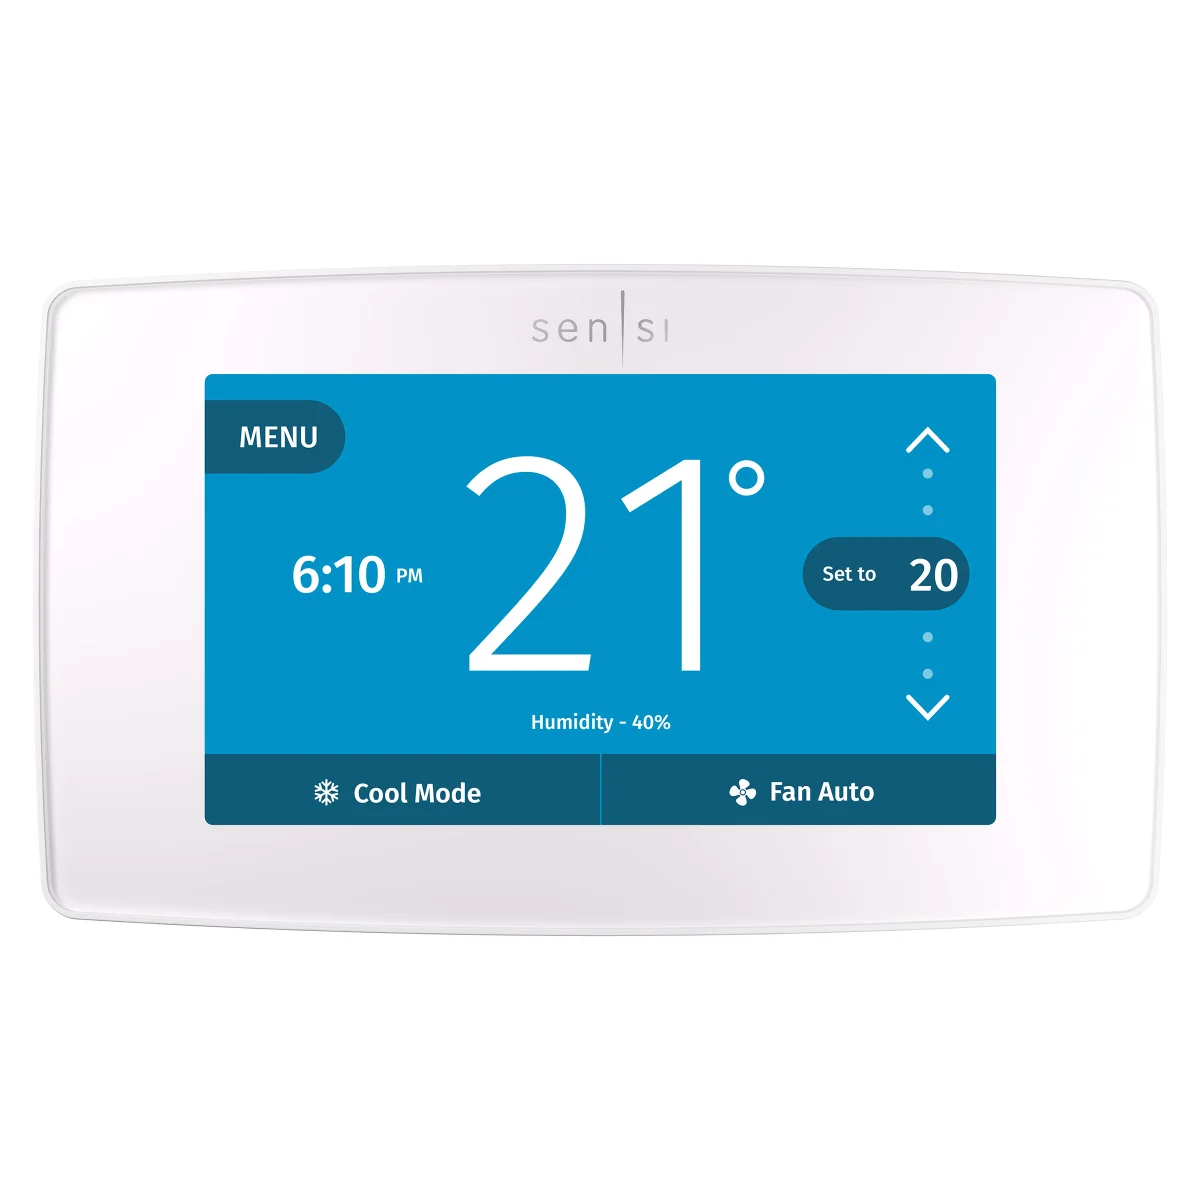 sensi
MENU
21°
6:10 PM
Set to 20
Humidity - 40%
Cool Mode
Fan Auto